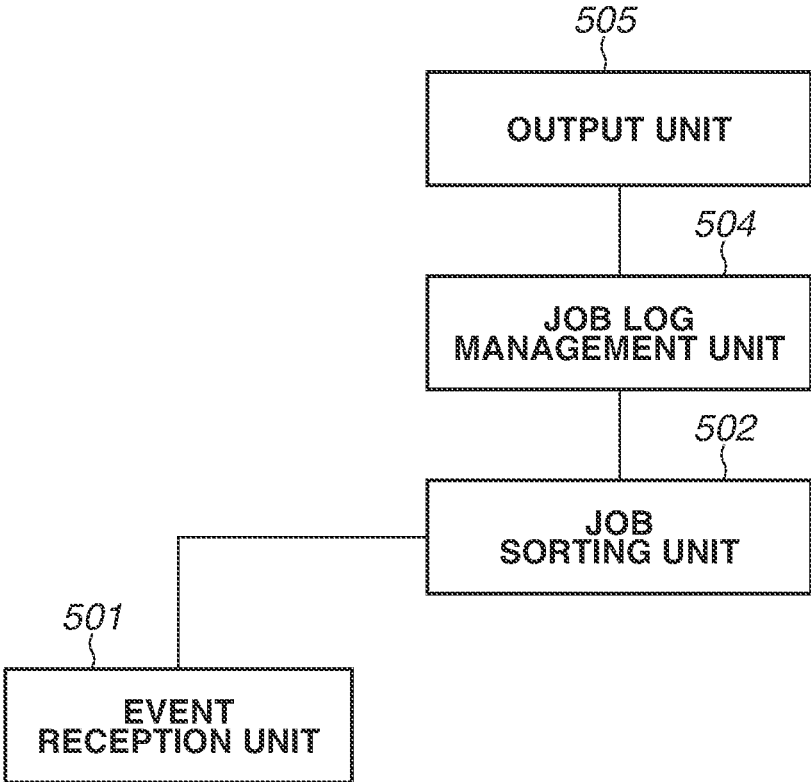 505
OUTPUT UNIT
504
JOB LOG
MANAGEMENT UNIT
502
JOB
SORTING UNIT
501
EVENT
RECEPTION UNIT